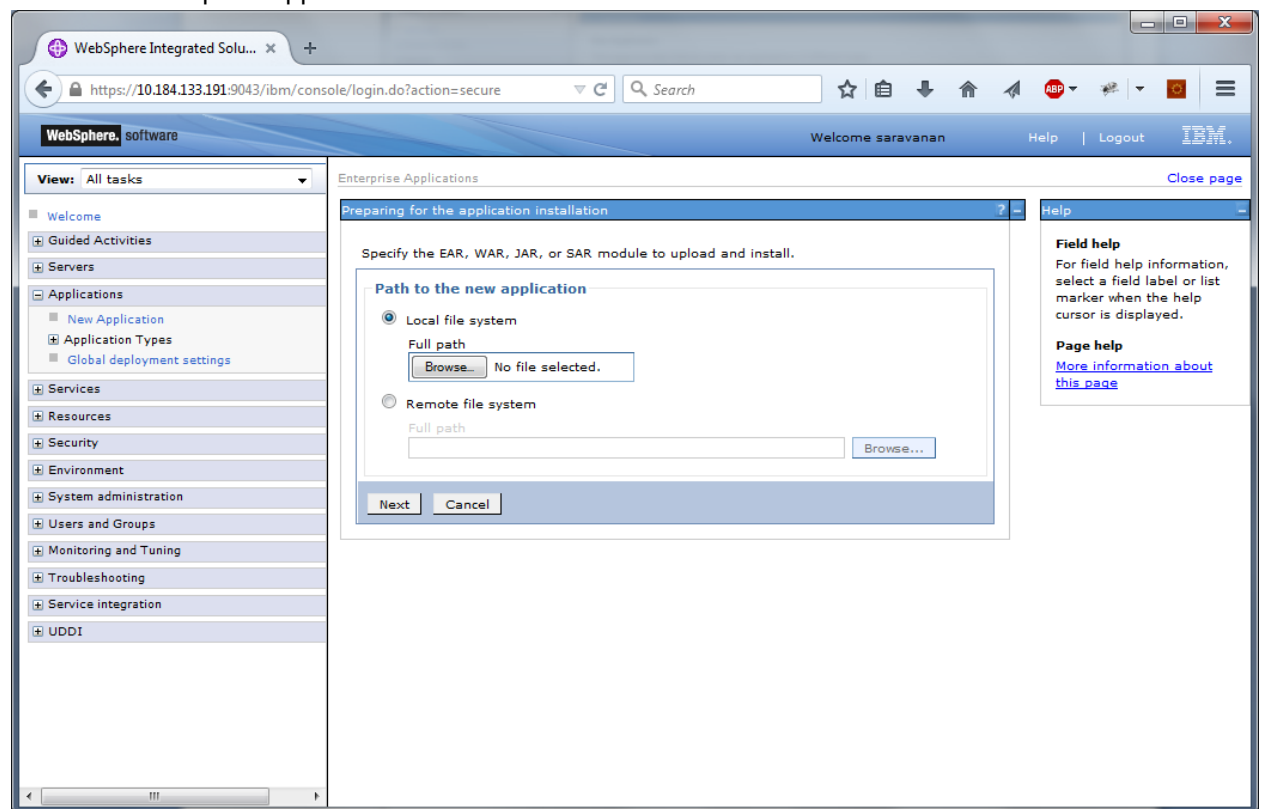 WebSphere Integrated Solu... × +
https://10.184.133.191:9043/ibm/console/login.do?action=secure Search ABP
WebSphere. software Welcome saravanan Help | Logout IBM.
View: All tasks
Welcome
Guided Activities
Servers
Applications
New Application
Application Types
Global deployment settings
Services
Resources
Security
Environment
System administration
Users and Groups
Monitoring and Tuning
Troubleshooting
Service integration
UDDI
Enterprise Applications Close page
Preparing for the application installation ? –
Specify the EAR, WAR, JAR, or SAR module to upload and install.
Path to the new application
Local file system
Full path
Browse... No file selected.
Remote file system
Full path
Browse...
Next Cancel
Help –
Field help
For field help information,
select a field label or list
marker when the help
cursor is displayed.
Page help
More information about
this page